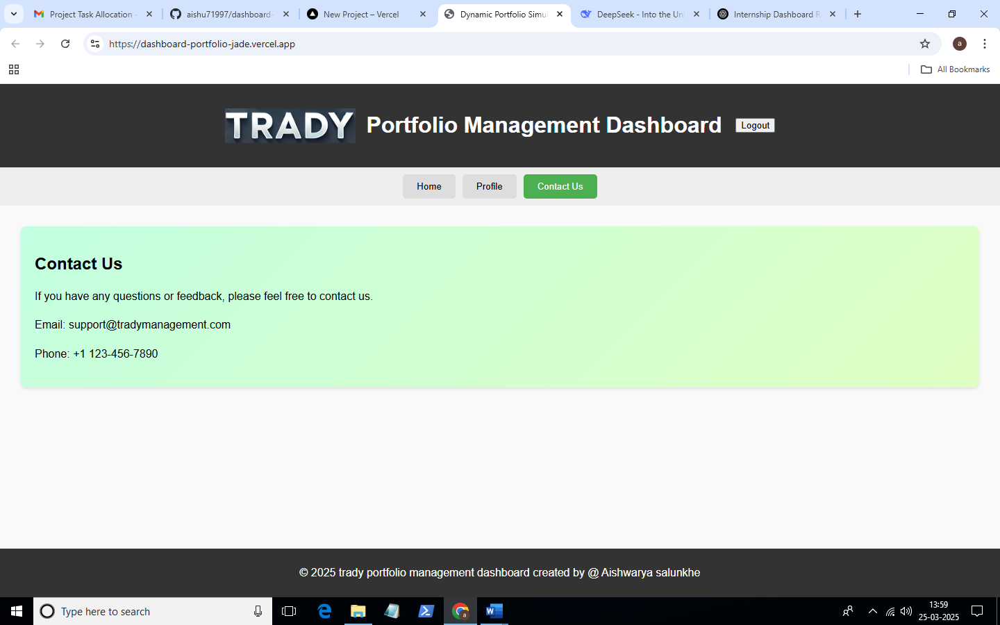 Project Task Allocation -
aishu71997/dashboard-
New Project – Vercel
Dynamic Portfolio Simul
DeepSeek - Into the Un
Internship Dashboard R
https://dashboard-portfolio-jade.vercel.app
a
All Bookmarks
TRADY
Portfolio Management Dashboard
Logout
Home
Profile
Contact Us
Contact Us
If you have any questions or feedback, please feel free to contact us.
Email: support@tradymanagement.com
Phone: +1 123-456-7890
© 2025 trady portfolio management dashboard created by @ Aishwarya salunkhe
Type here to search
a
13:59
25-03-2025